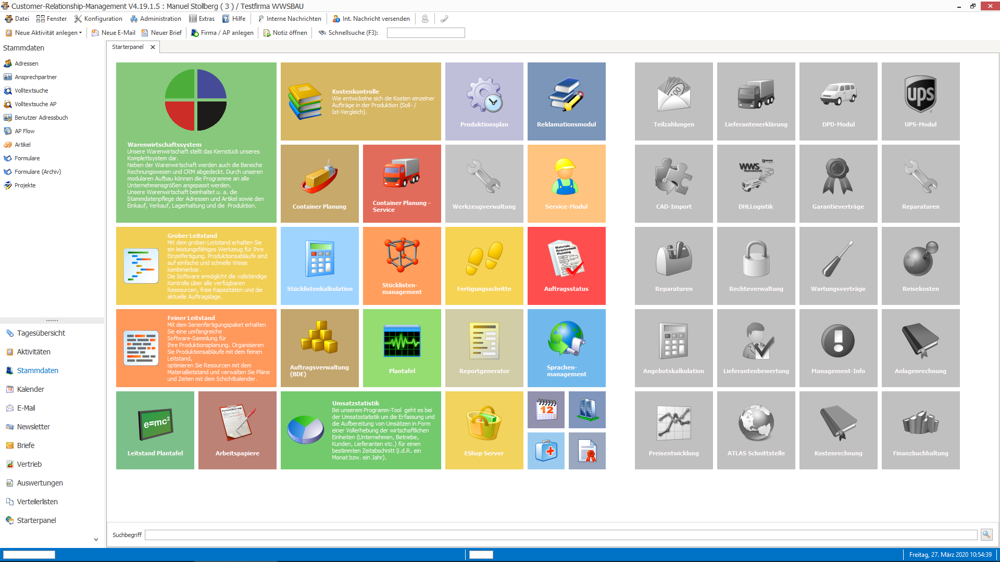 Customer-Relationship-Management V4.19.1.5 : Manuel Stollberg ( 3 ) / Testfirma WWSBAU
Datei Fenster Konfiguration Administration Extras Hilfe Interne Nachrichten Int. Nachricht versenden
Neue Aktivität anlegen Neue E-Mail Neuer Brief Firma / AP anlegen Notiz öffnen Schnellsuche (F3):
Stammdaten
Adressen
Ansprechpartner
Volltextsuche
Volltextsuche AP
Benutzer Adressbuch
AP Flow
Artikel
Formulare
Formulare (Archiv)
Projekte
Tagesübersicht
Aktivitäten
Stammdaten
Kalender
E-Mail
Newsletter
Briefe
Vertrieb
Auswertungen
Verteilerlisten
Starterpanel
Starterpanel
Warenwirtschaftssystem
Unsere Warenwirtschaft stellt das Kernstück unseres
Komplettsystem dar.
Neben der Warenwirtschaft werden auch die Bereiche
Rechnungswesen und CRM abgedeckt. Durch unseren
modularen Aufbau können die Programme an alle
Unternehmensgrößen angepasst werden.
Unsere Warenwirtschaft beinhaltet u. a. die
Stammdatenpflege der Adressen und Artikel sowie den
Einkauf, Verkauf, Lagerhaltung und die Produktion.
Kostenkontrolle
Wie entwickelne sich die Kosten einzelner
Aufträge in der Produktion (Soll- /
Ist-Vergleich).
Produktionsplan
Reklamationsmodul
Container Planung
Container Planung -
Service
Werkzeugverwaltung
Service-Modul
Grober Leitstand
Mit dem groben Leitstand erhalten Sie
ein leistungsfähiges Werkzeug für Ihre
Einzelfertigung. Produktionsabläufe sind
auf einfache und schnelle Weise
kombinierbar.
Die Software ermöglicht die vollständige
Kontrolle über alle verfügbaren
Ressourcen, freie Kapazitäten und die
aktuelle Auftragslage.
Stücklistenkalkulation
Stücklisten-
management
Fertigungsschritte
Materials
Requirement
Planning
Auftragsstatus
Feiner Leitstand
Mit dem Serienfertigungspaket erhalten
Sie eine umfangreiche
Software-Sammlung für
Ihre Produktionsplanung. Organisieren
Sie Produktionsabläufe mit dem feinen
Leitstand,
optimieren Sie Resourcen mit dem
Materialleitstand und verwalten Sie Pläne
und Zeiten mit dem Schichtkalender.
Auftragsverwaltung
(BDE)
Plantafel
Reportgenerator
Sprachen-
management
e=mc²
Leitstand Plantafel
Arbeitspapiere
Umsatzstatistik
Bei unserem Programm-Tool geht es bei
der Umsatzstatistik um die Erfassung und
die Aufbereitung von Umsätzen in Form
einer Vollerhebung der wirtschaftlichen
Einheiten (Unternehmen, Betriebe,
Kunden, Lieferanten etc.) für einen
bestimmten Zeitabschnitt (i.d.R. ein
Monat bzw. ein Jahr).
EShop Server
12
Teilzahlungen
Lieferantenerklärung
DPD-Modul
ups
UPS-Modul
CAD-Import
WWS
DHLLogistik
Garantieverträge
Reparaturen
Reparaturen
Rechteverwaltung
Wartungsverträge
Reisekosten
Angebotskalkulation
Lieferantenbewertung
Management-Info
Anlagenrechnung
Preisentwicklung
ATLAS Schnittstelle
Kostenrechnung
Finanzbuchhaltung
Suchbegriff
Freitag, 27. März 2020 10:54:39